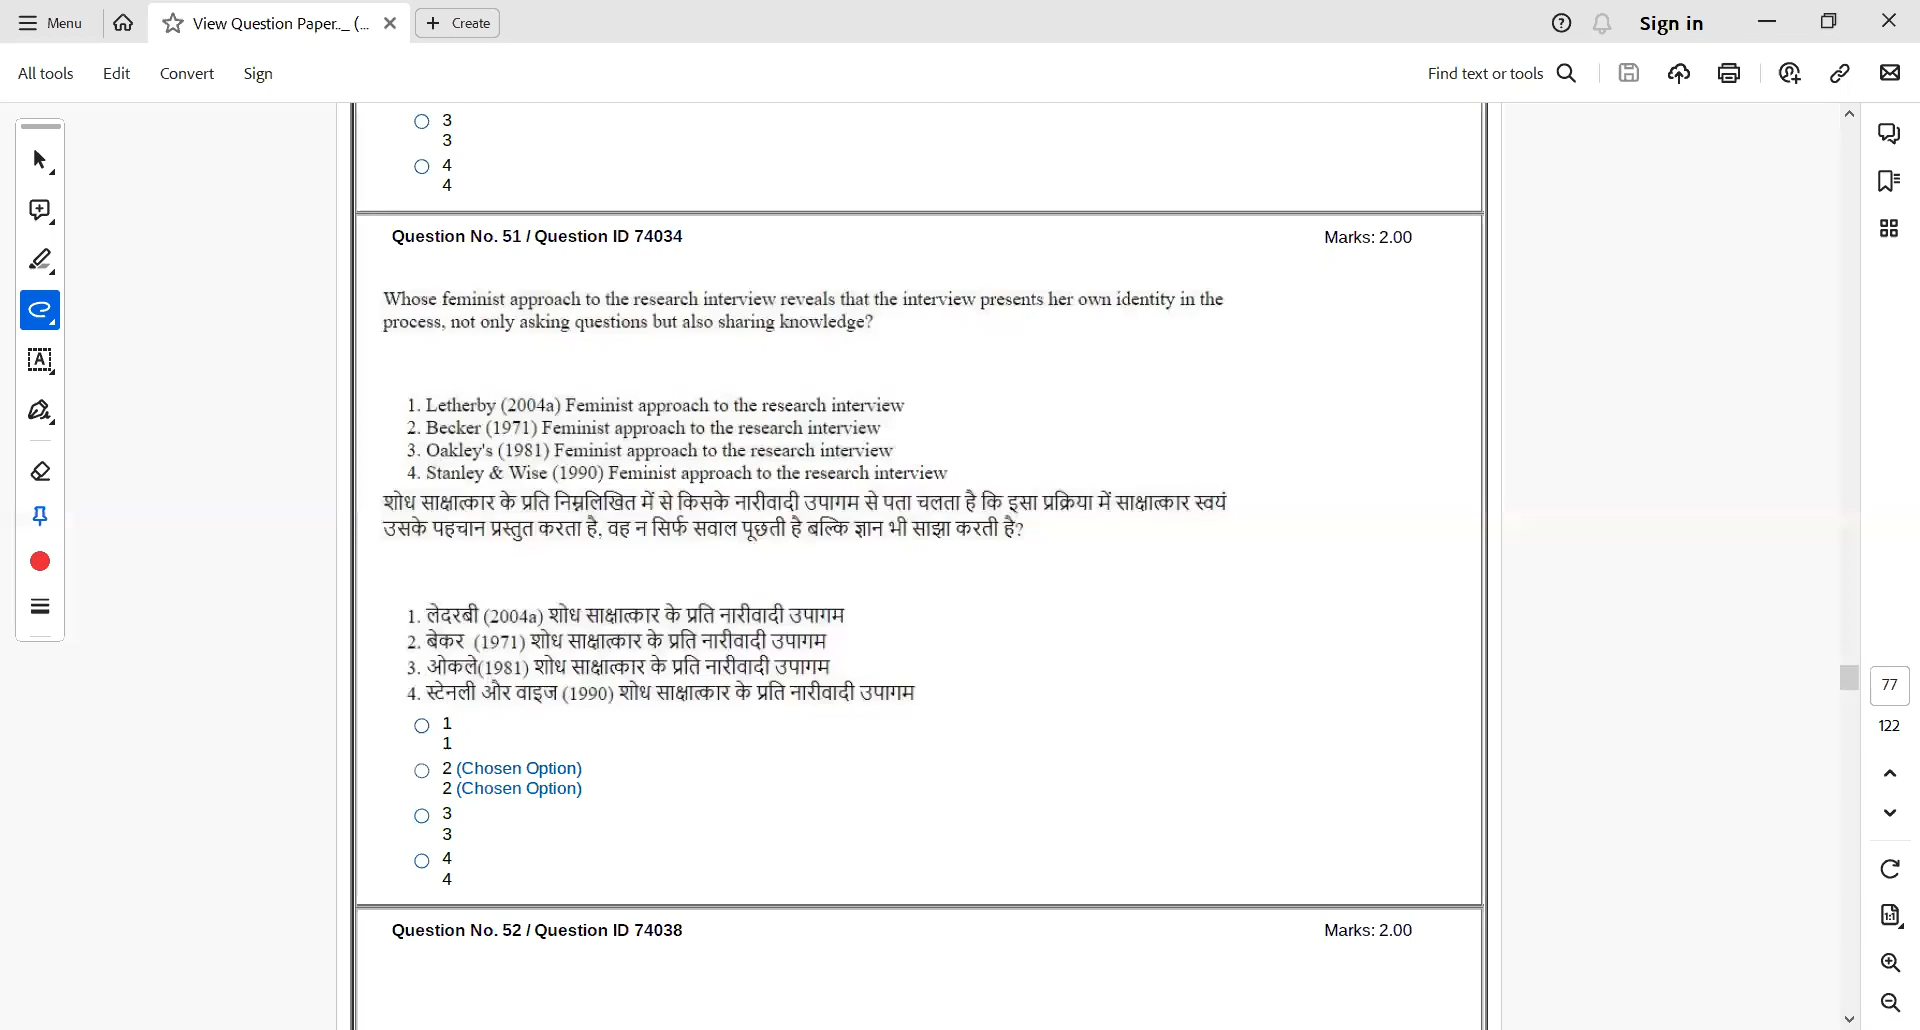 Menu
View Question Paper.._ (...
Create
Sign in
All tools
Edit
Convert
Sign
Find text or tools
3
3
4
4
Question No. 51 / Question ID 74034
Marks: 2.00
Whose feminist approach to the research interview reveals that the interview presents her own identity in the
process, not only asking questions but also sharing knowledge?
1. Letherby (2004a) Feminist approach to the research interview
2. Becker (1971) Feminist approach to the research interview
3. Oakley's (1981) Feminist approach to the research interview
4. Stanley & Wise (1990) Feminist approach to the research interview
शोध साक्षात्कार के प्रति निम्नलिखित में से किसके नारीवादी उपागम से पता चलता है कि इसा प्रक्रिया में साक्षात्कार स्वयं
उसके पहचान प्रस्तुत करता है, वह न सिर्फ सवाल पूछती है बल्कि ज्ञान भी साझा करती है?
1. लेदरबी (2004a) शोध साक्षात्कार के प्रति नारीवादी उपागम
2. बेकर (1971) शोध साक्षात्कार के प्रति नारीवादी उपागम
3. ओकले(1981) शोध साक्षात्कार के प्रति नारीवादी उपागम
4. स्टेनली और वाइज (1990) शोध साक्षात्कार के प्रति नारीवादी उपागम
1
1
2 (Chosen Option)
2 (Chosen Option)
3
3
4
4
77
122
Question No. 52 / Question ID 74038
Marks: 2.00